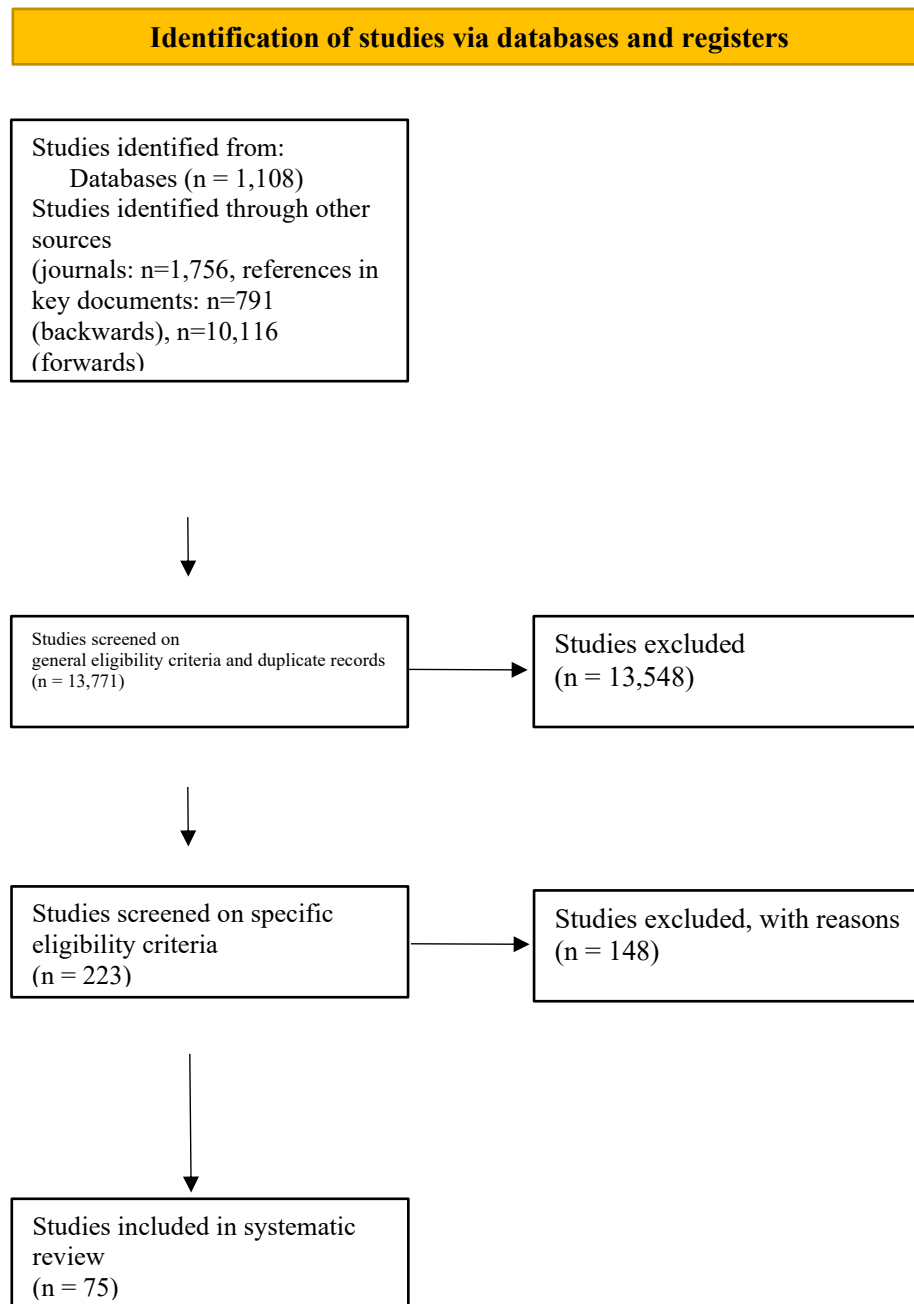 Identification of studies via databases and registers
Studies identified from:
Databases (n = 1,108)
Studies identified through other
sources
(journals: n=1,756, references in
key documents: n=791
(backwards), n=10,116
(forwards)
Studies screened on
general eligibility criteria and duplicate records
(n = 13,771)
Studies excluded
(n = 13,548)
Studies screened on specific
eligibility criteria
(n = 223)
Studies excluded, with reasons
(n = 148)
Studies included in systematic
review
(n = 75)